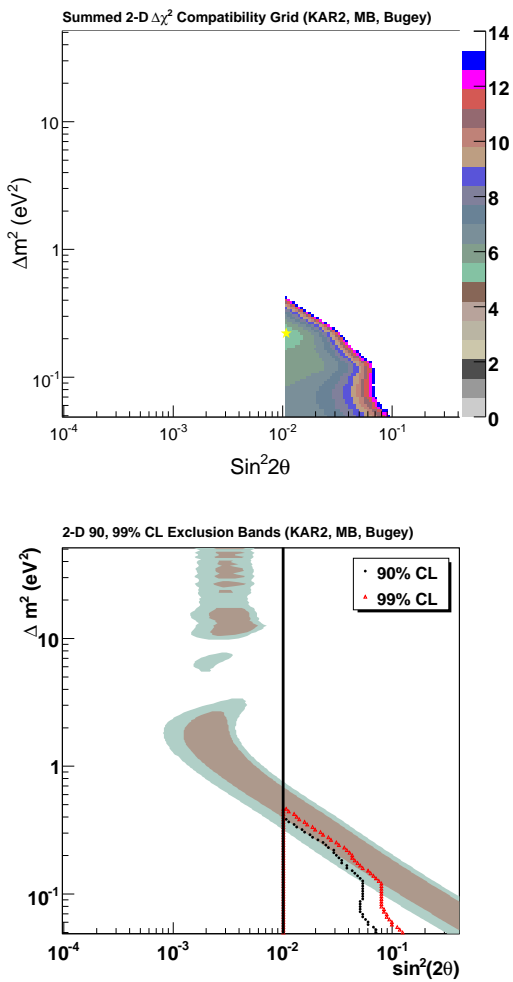 Summed 2-D Δχ² Compatibility Grid (KAR2, MB, Bugey)
Δm² (eV²)
10
1
10⁻¹
10⁻⁴ 10⁻³ 10⁻² 10⁻¹
Sin²2θ
14
12
10
8
6
4
2
0
2-D 90, 99% CL Exclusion Bands (KAR2, MB, Bugey)
Δ m² (eV²)
90% CL
99% CL
10
1
10⁻¹
10⁻⁴ 10⁻³ 10⁻² 10⁻¹
sin²(2θ)